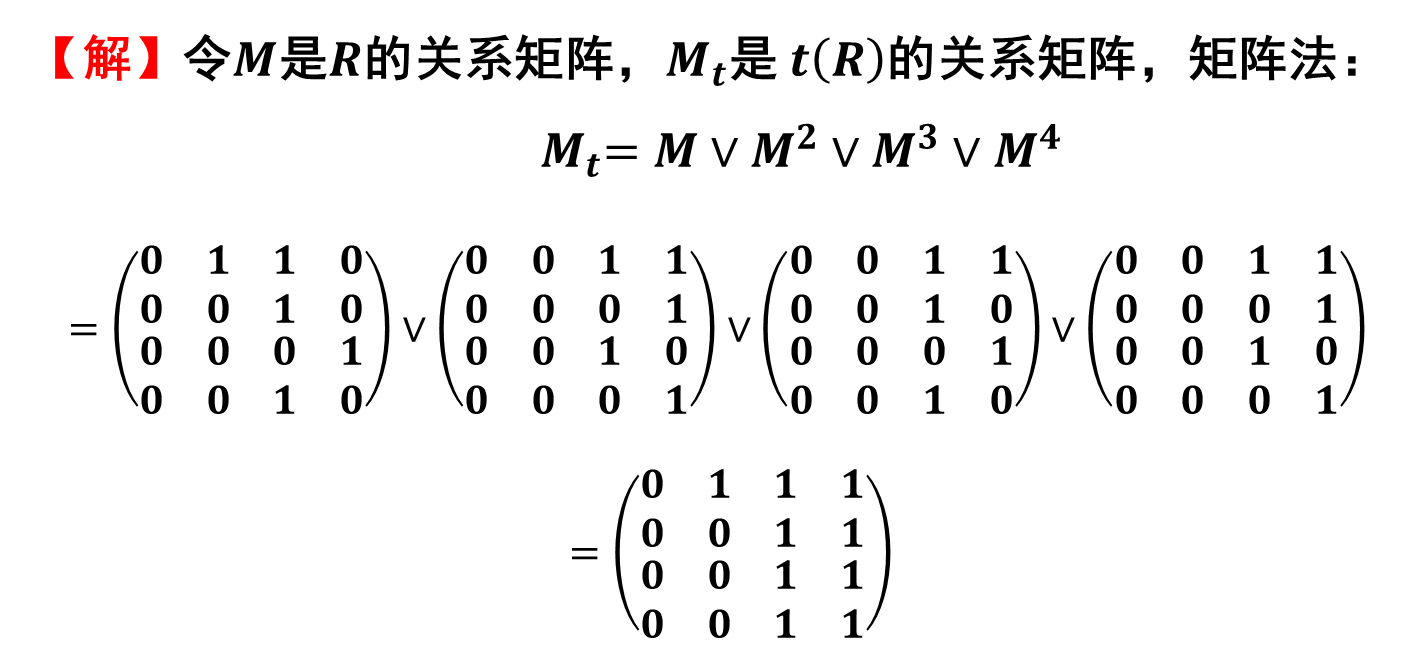 【解】令M是R的关系矩阵，Mₜ是 t(R)的关系矩阵，矩阵法：
Mₜ= M ∨ M² ∨ M³ ∨ M⁴
0 1 1 0 0 0 1 1 0 0 1 1 0 0 1 1
0 0 1 0 0 0 0 1 0 0 1 0 0 0 0 1
= ( ) ∨ ( ) ∨ ( ) ∨ ( )
0 0 0 1 0 0 1 0 0 0 0 1 0 0 1 0
0 0 1 0 0 0 0 1 0 0 1 0 0 0 0 1
0 1 1 1
0 0 1 1
= ( )
0 0 1 1
0 0 1 1